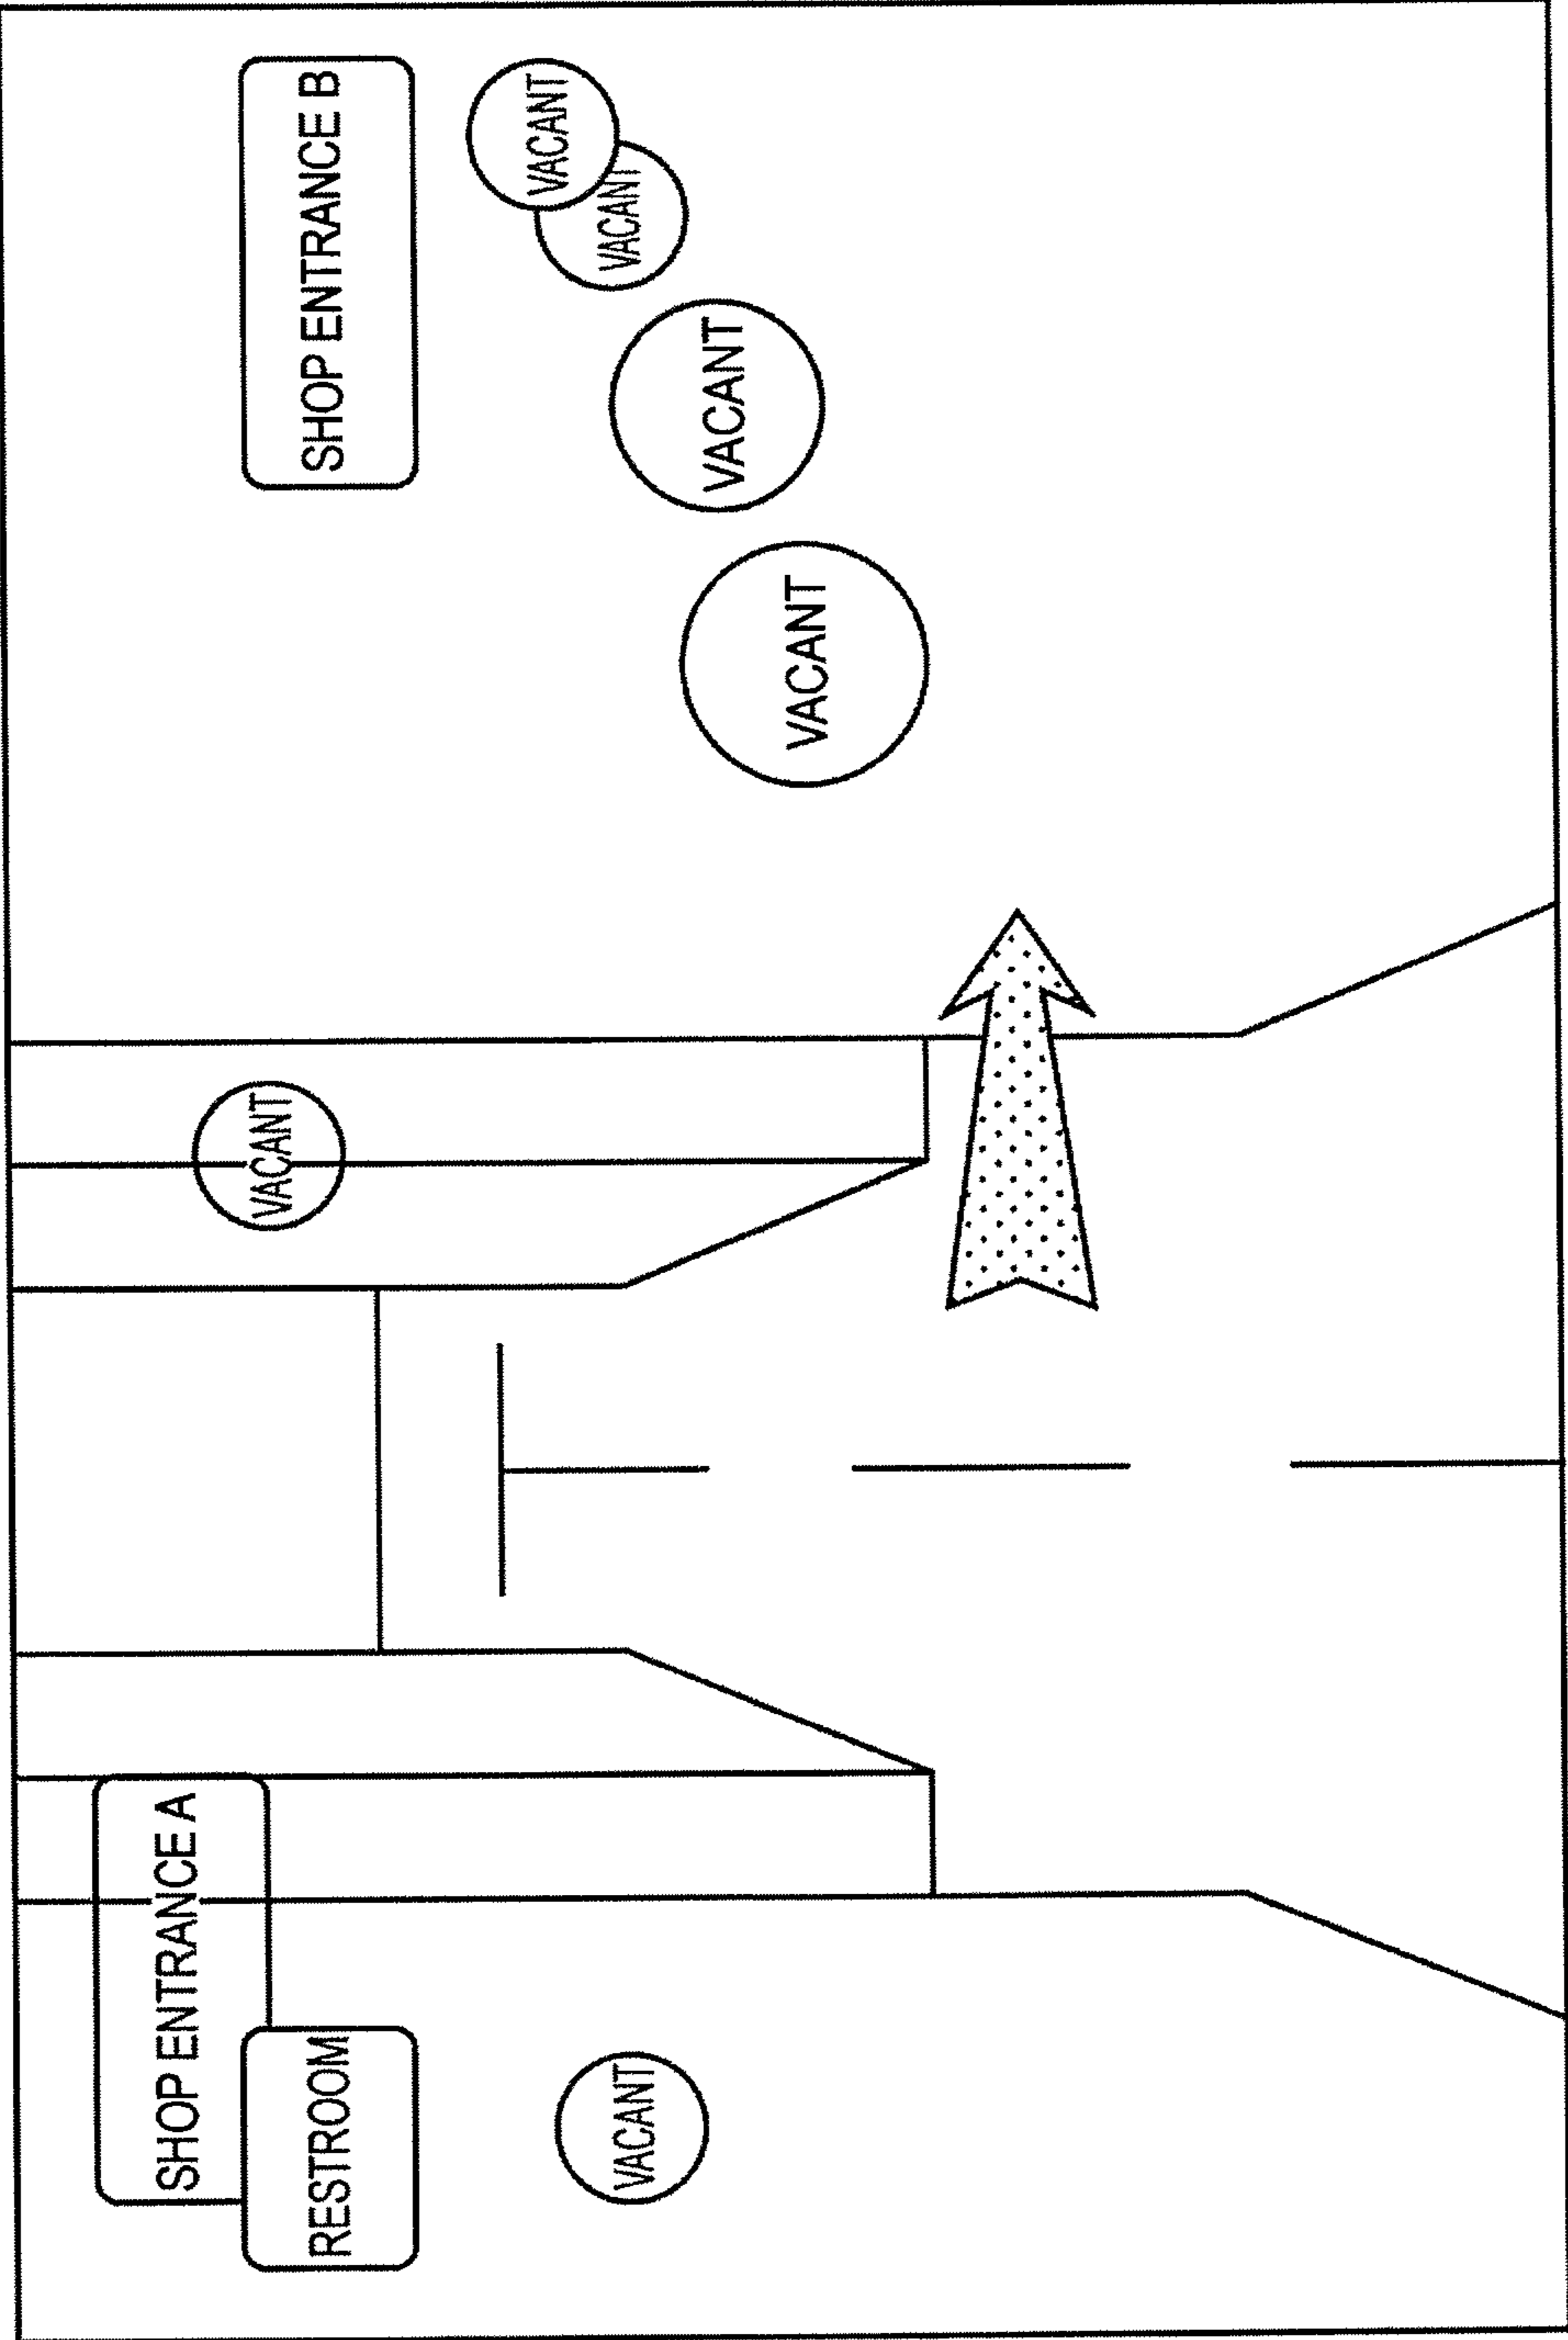 SHOP ENTRANCE A
RESTROOM
VACANT
VACANT
SHOP ENTRANCE B
VACANT
VACANT
VACANT
VACANT